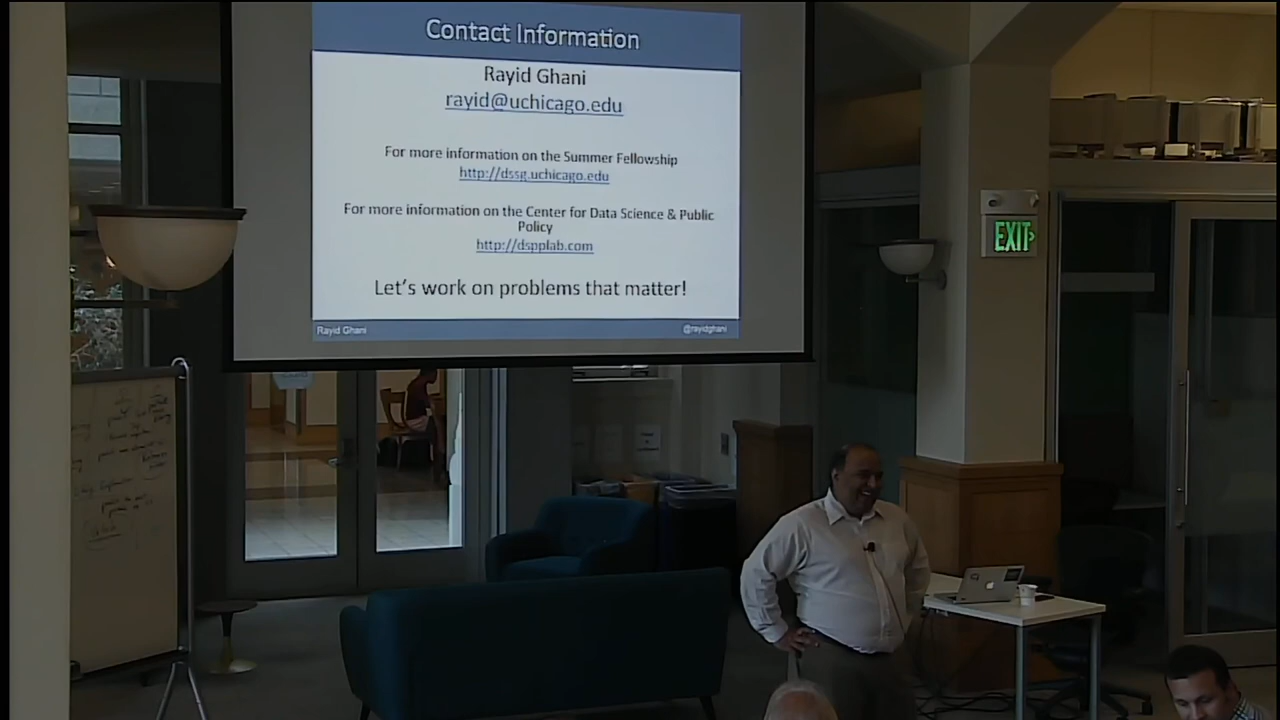 Contact Information
Rayid Ghani
rayid@uchicago.edu
For more information on the Summer Fellowship
http://dssg.uchicago.edu
For more information on the Center for Data Science & Public
Policy
http://dspplab.com
Let's work on problems that matter!
Rayid Ghani
@rayidghani
EXIT